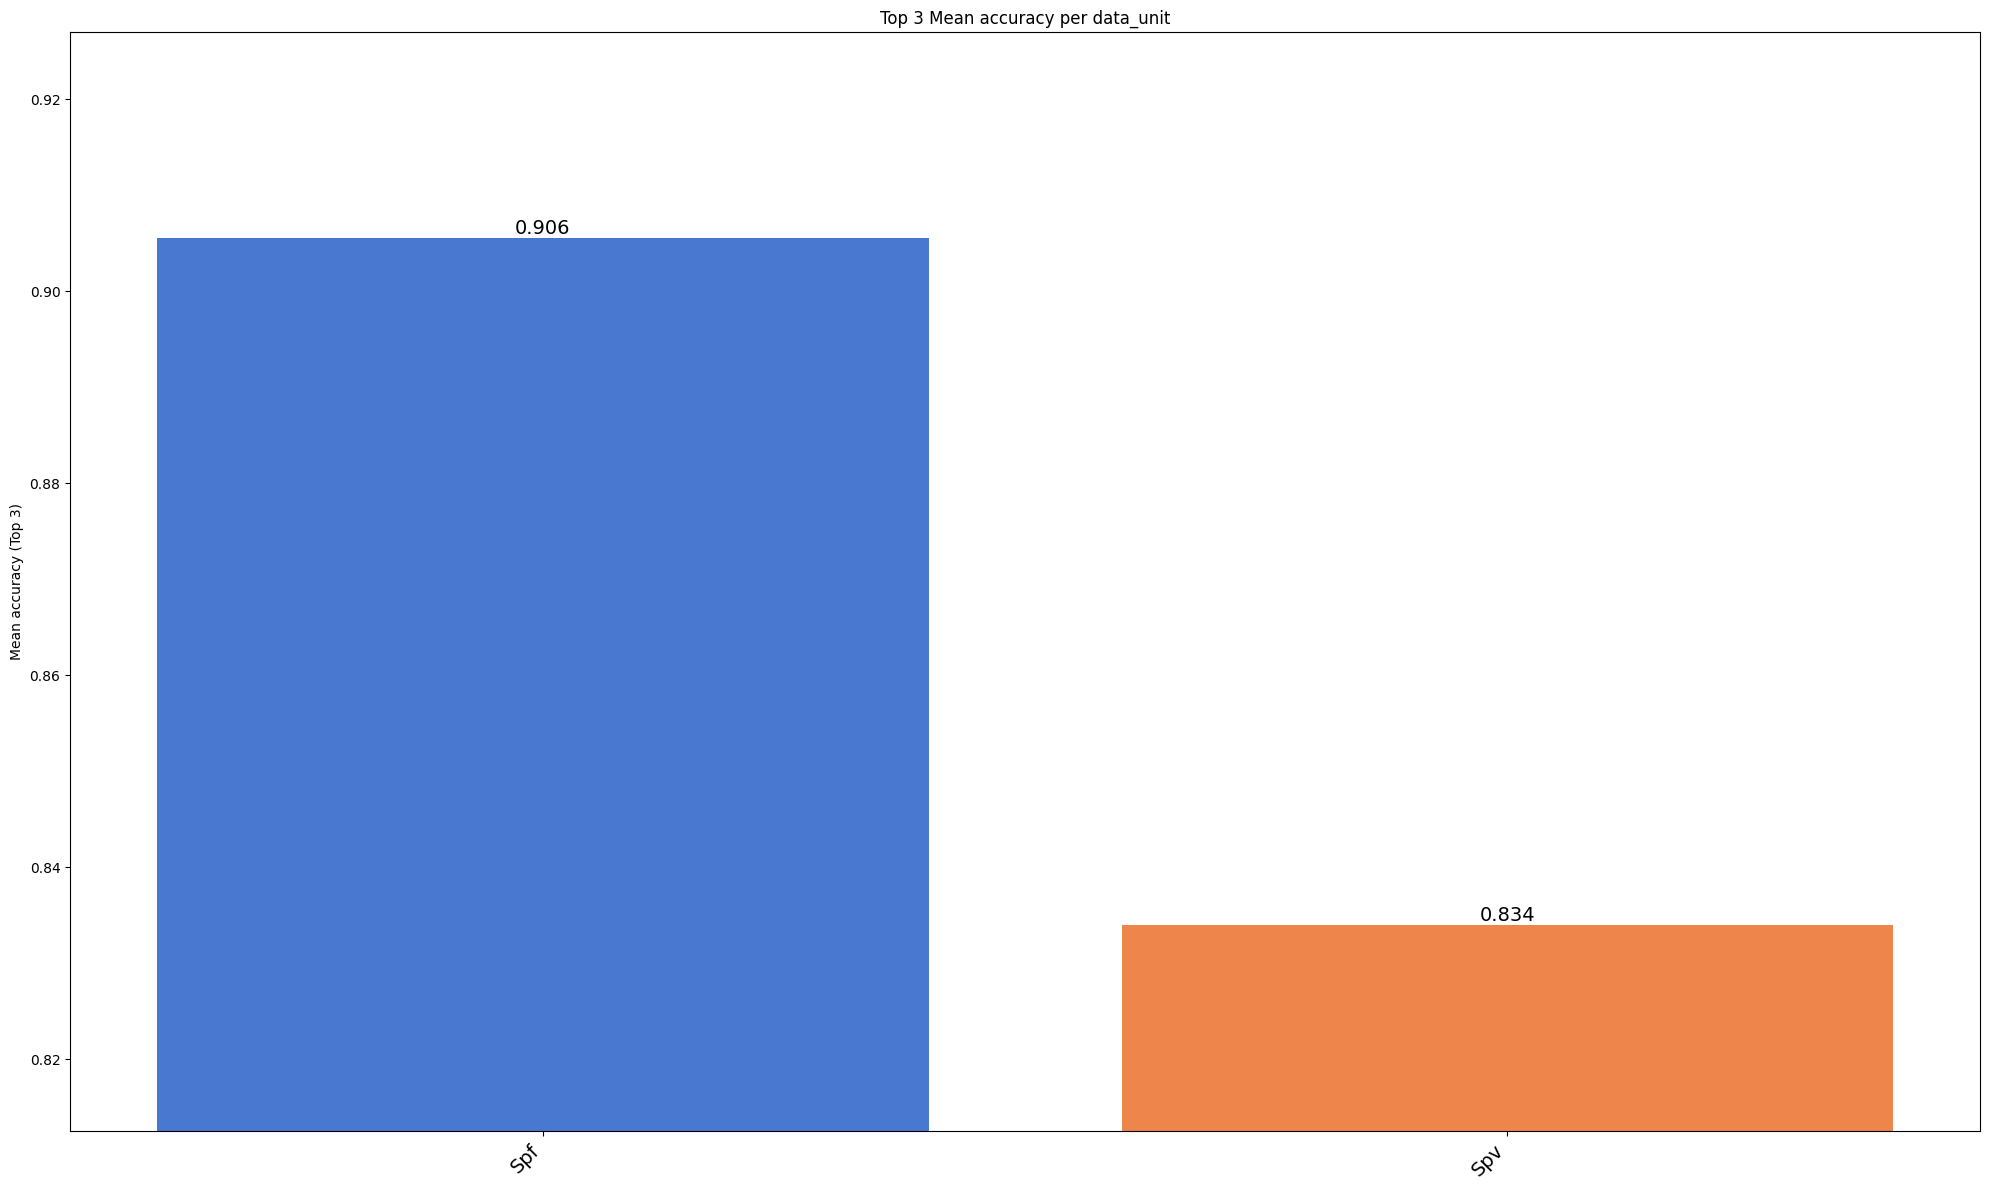 Top 3 Mean accuracy per data_unit
Mean accuracy (Top 3)
0.92
0.90
0.88
0.86
0.84
0.82
0.906
0.834
Spf
Spv